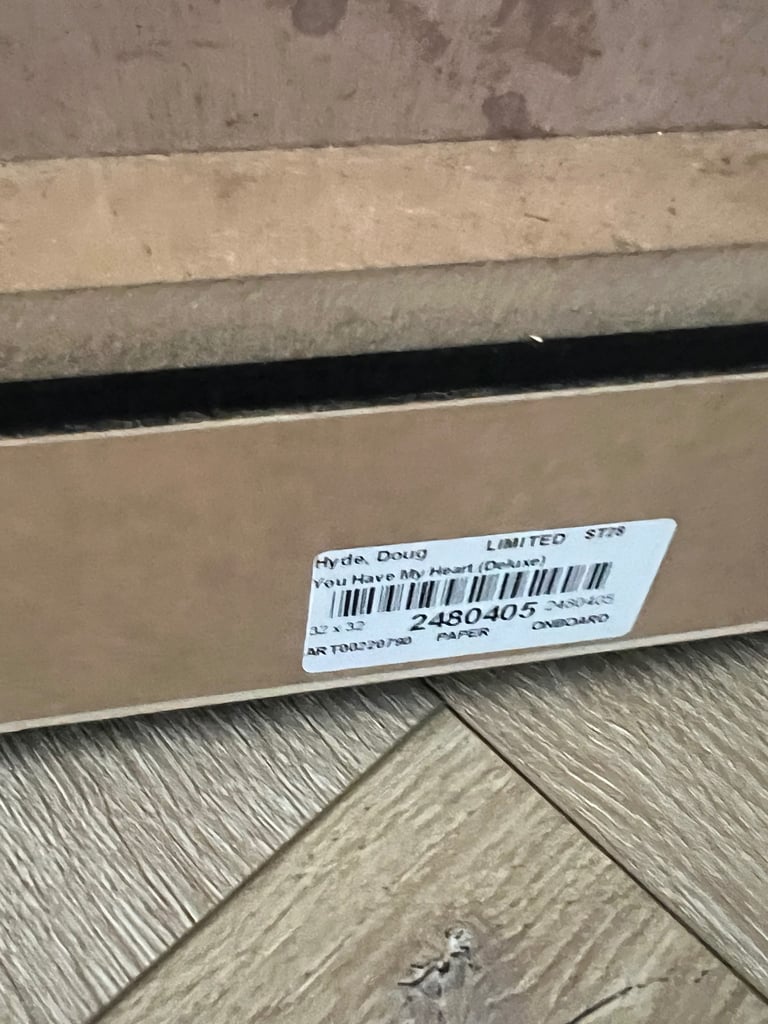 Hyde, Doug LIMITED ST28
You Have My Heart (Deluxe)
32 x 32 2480405 2480405
ART00220790 PAPER ONBOARD